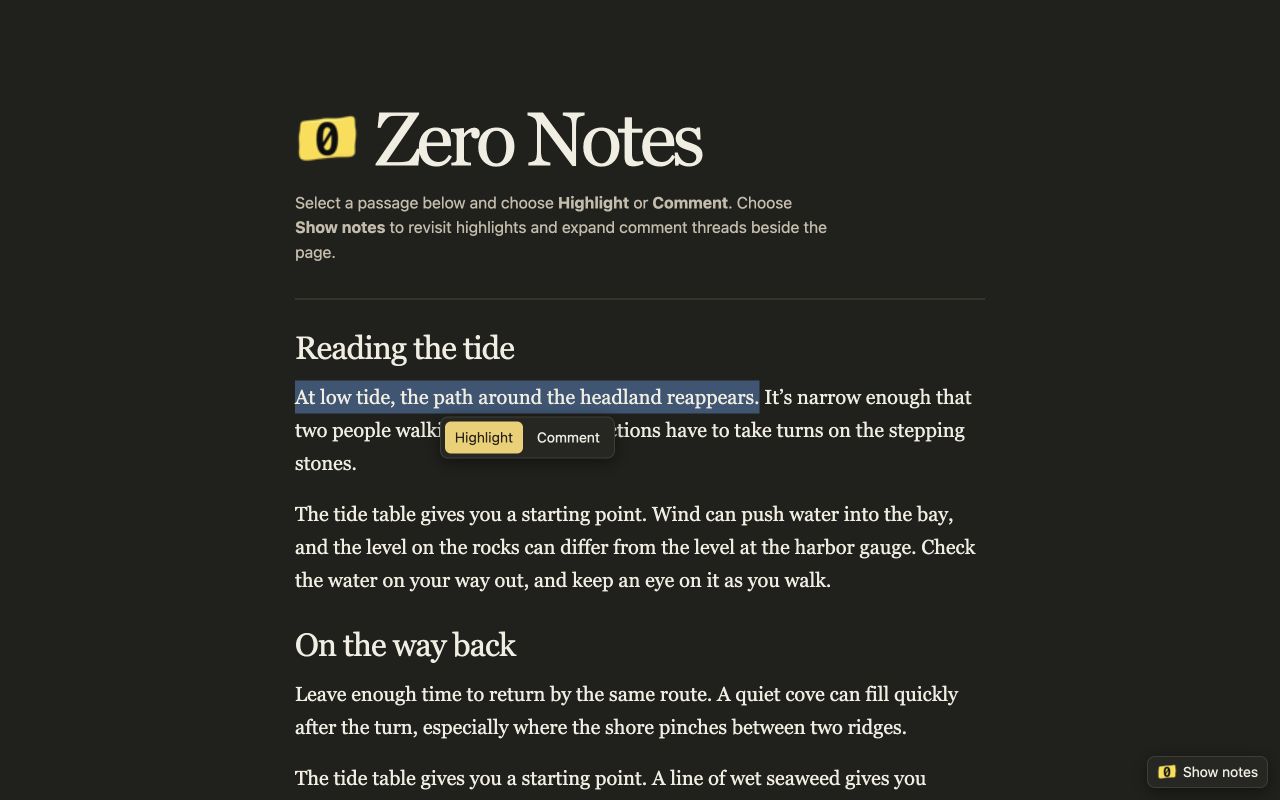 0 Zero Notes
Select a passage below and choose Highlight or Comment. Choose
Show notes to revisit highlights and expand comment threads beside the
page.
Reading the tide
At low tide, the path around the headland reappears. It’s narrow enough that
two people walki
Highlight
Comment
ctions have to take turns on the stepping
stones.
The tide table gives you a starting point. Wind can push water into the bay,
and the level on the rocks can differ from the level at the harbor gauge. Check
the water on your way out, and keep an eye on it as you walk.
On the way back
Leave enough time to return by the same route. A quiet cove can fill quickly
after the turn, especially where the shore pinches between two ridges.
The tide table gives you a starting point. A line of wet seaweed gives you
0 Show notes